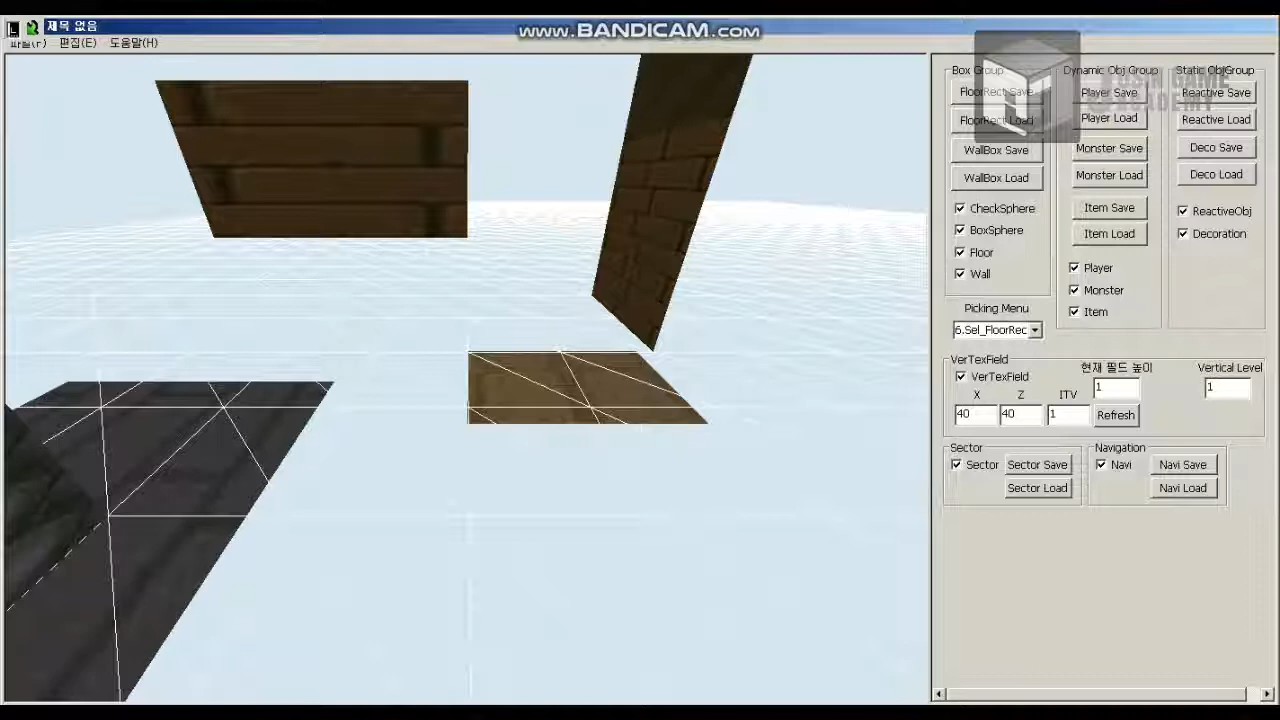 제목 없음
www.BANDICAM.com
파일(F) 편집(E) 도움말(H)
Box Group
FloorRect Save
FloorRect Load
WallBox Save
WallBox Load
CheckSphere
BoxSphere
Floor
Wall
Picking Menu
6.Sel_FloorRec
Dynamic Obj Group
Player Save
Player Load
Monster Save
Monster Load
Item Save
Item Load
Player
Monster
Item
Static ObjGroup
Reactive Save
Reactive Load
Deco Save
Deco Load
ReactiveObj
Decoration
GAME
ACADEMY
VerTexField
VerTexField
X Z ITV
40 40 1
현재 필드 높이
1
Refresh
Vertical Level
1
Sector
Sector
Sector Save
Sector Load
Navigation
Navi
Navi Save
Navi Load